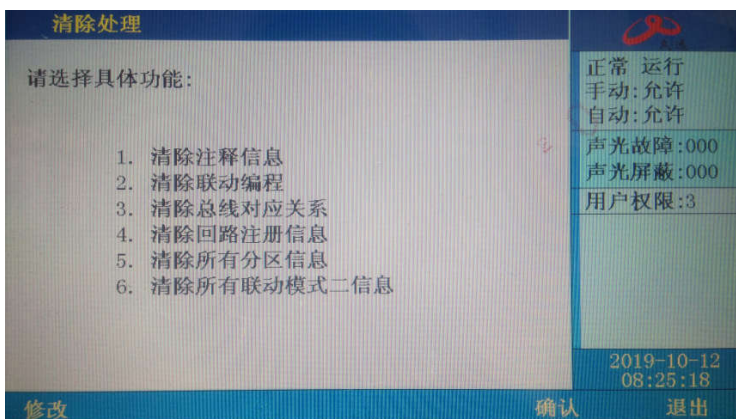 清除处理
请选择具体功能:
1. 清除注释信息
2. 清除联动编程
3. 清除总线对应关系
4. 清除回路注册信息
5. 清除所有分区信息
6. 清除所有联动模式二信息
正常 运行
手动:允许
自动:允许
声光故障:000
声光屏蔽:000
用户权限:3
2019-10-12
08:25:18
修改 确认 退出